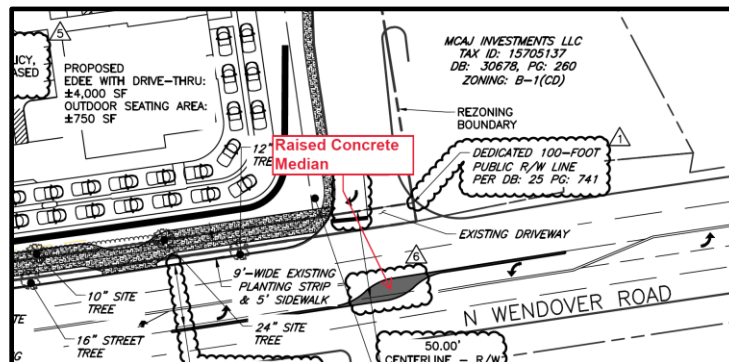 5
ICY,
ASED
PROPOSED
EDEE WITH DRIVE-THRU:
±4,000 SF
OUTDOOR SEATING AREA:
±750 SF
MCAJ INVESTMENTS LLC
TAX ID: 15705137
DB: 30678, PG: 260
ZONING: B-1(CD)
REZONING
BOUNDARY
1
12"
TREE
Raised Concrete
Median
DEDICATED 100-FOOT
PUBLIC R/W LINE
PER DB: 25 PG: 741
EXISTING DRIVEWAY
6
9'-WIDE EXISTING
PLANTING STRIP
& 5' SIDEWALK
10" SITE
TREE
16" STREET
TREE
24" SITE
TREE
N WENDOVER ROAD
50.00'
CENTERLINE - R/W